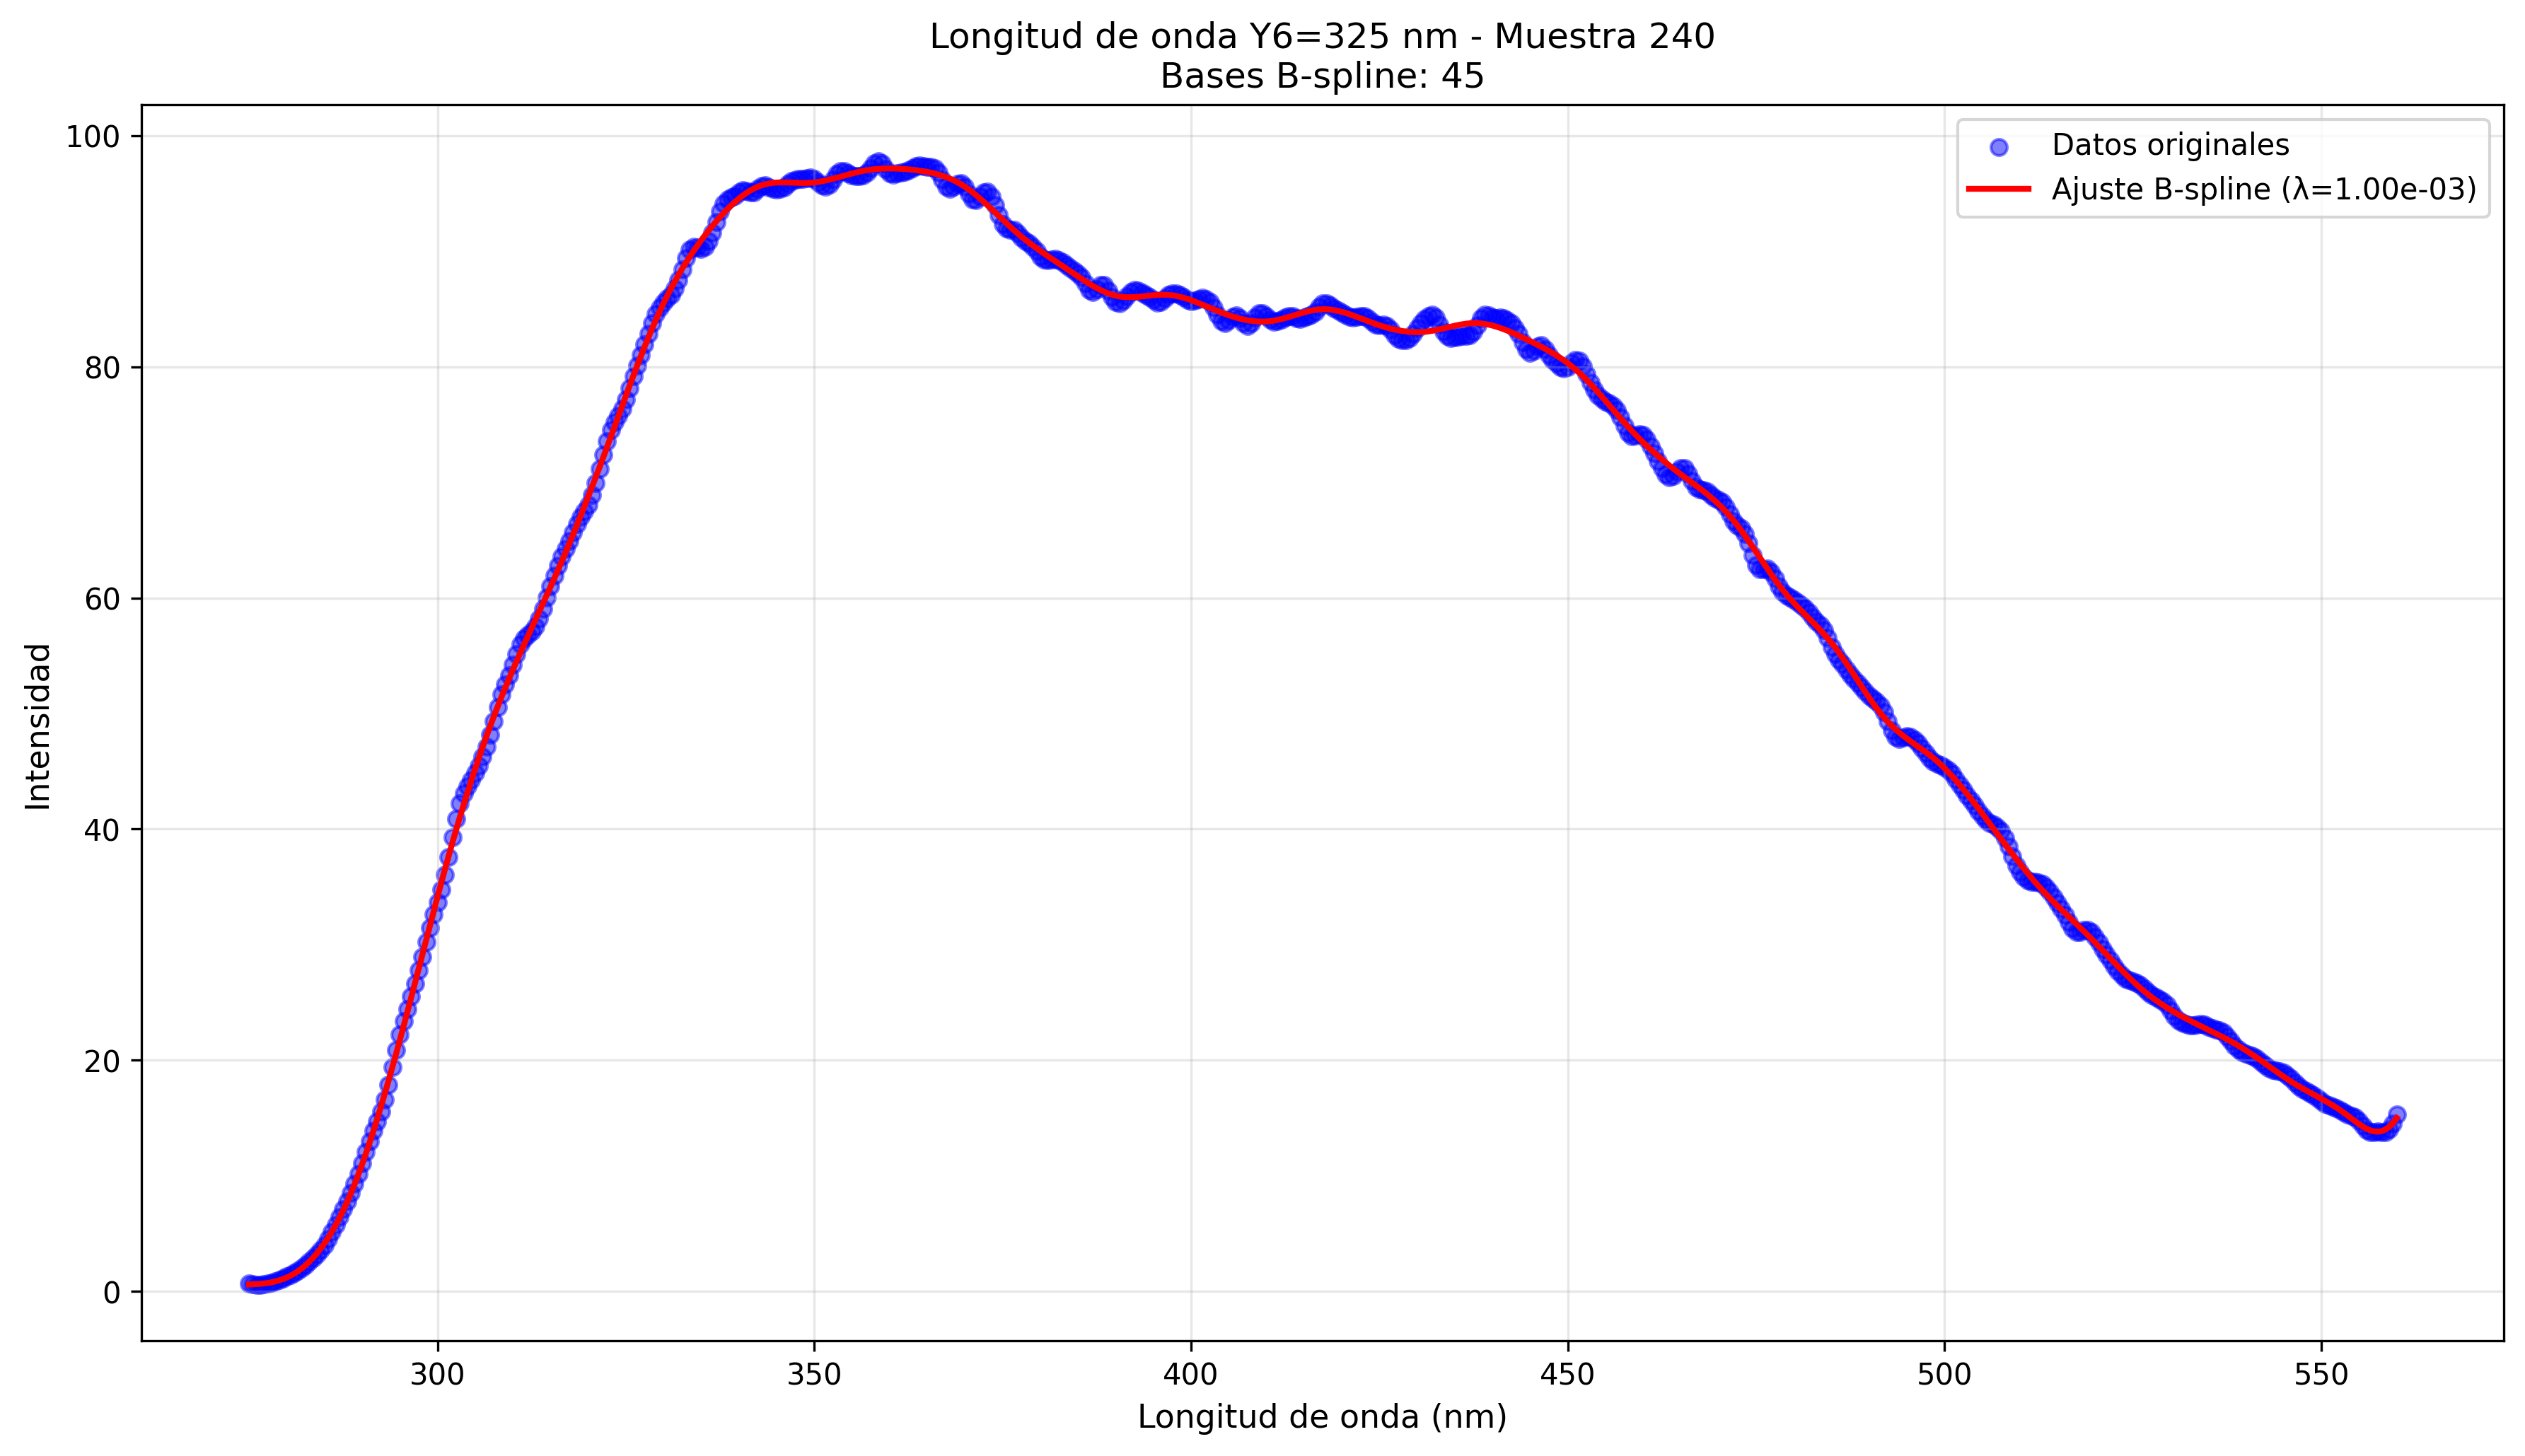 Longitud de onda Y6=325 nm - Muestra 240
Bases B-spline: 45
Datos originales
Ajuste B-spline (λ=1.00e-03)
Intensidad
100
80
60
40
20
0
300 350 400 450 500 550
Longitud de onda (nm)